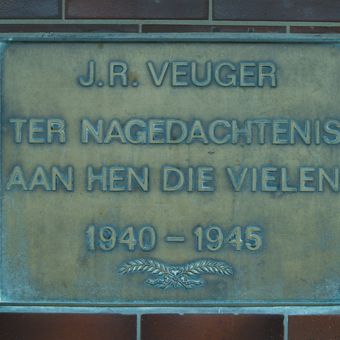 J.R. VEUGER
TER NAGEDACHTENIS
AAN HEN DIE VIELEN
1940 - 1945